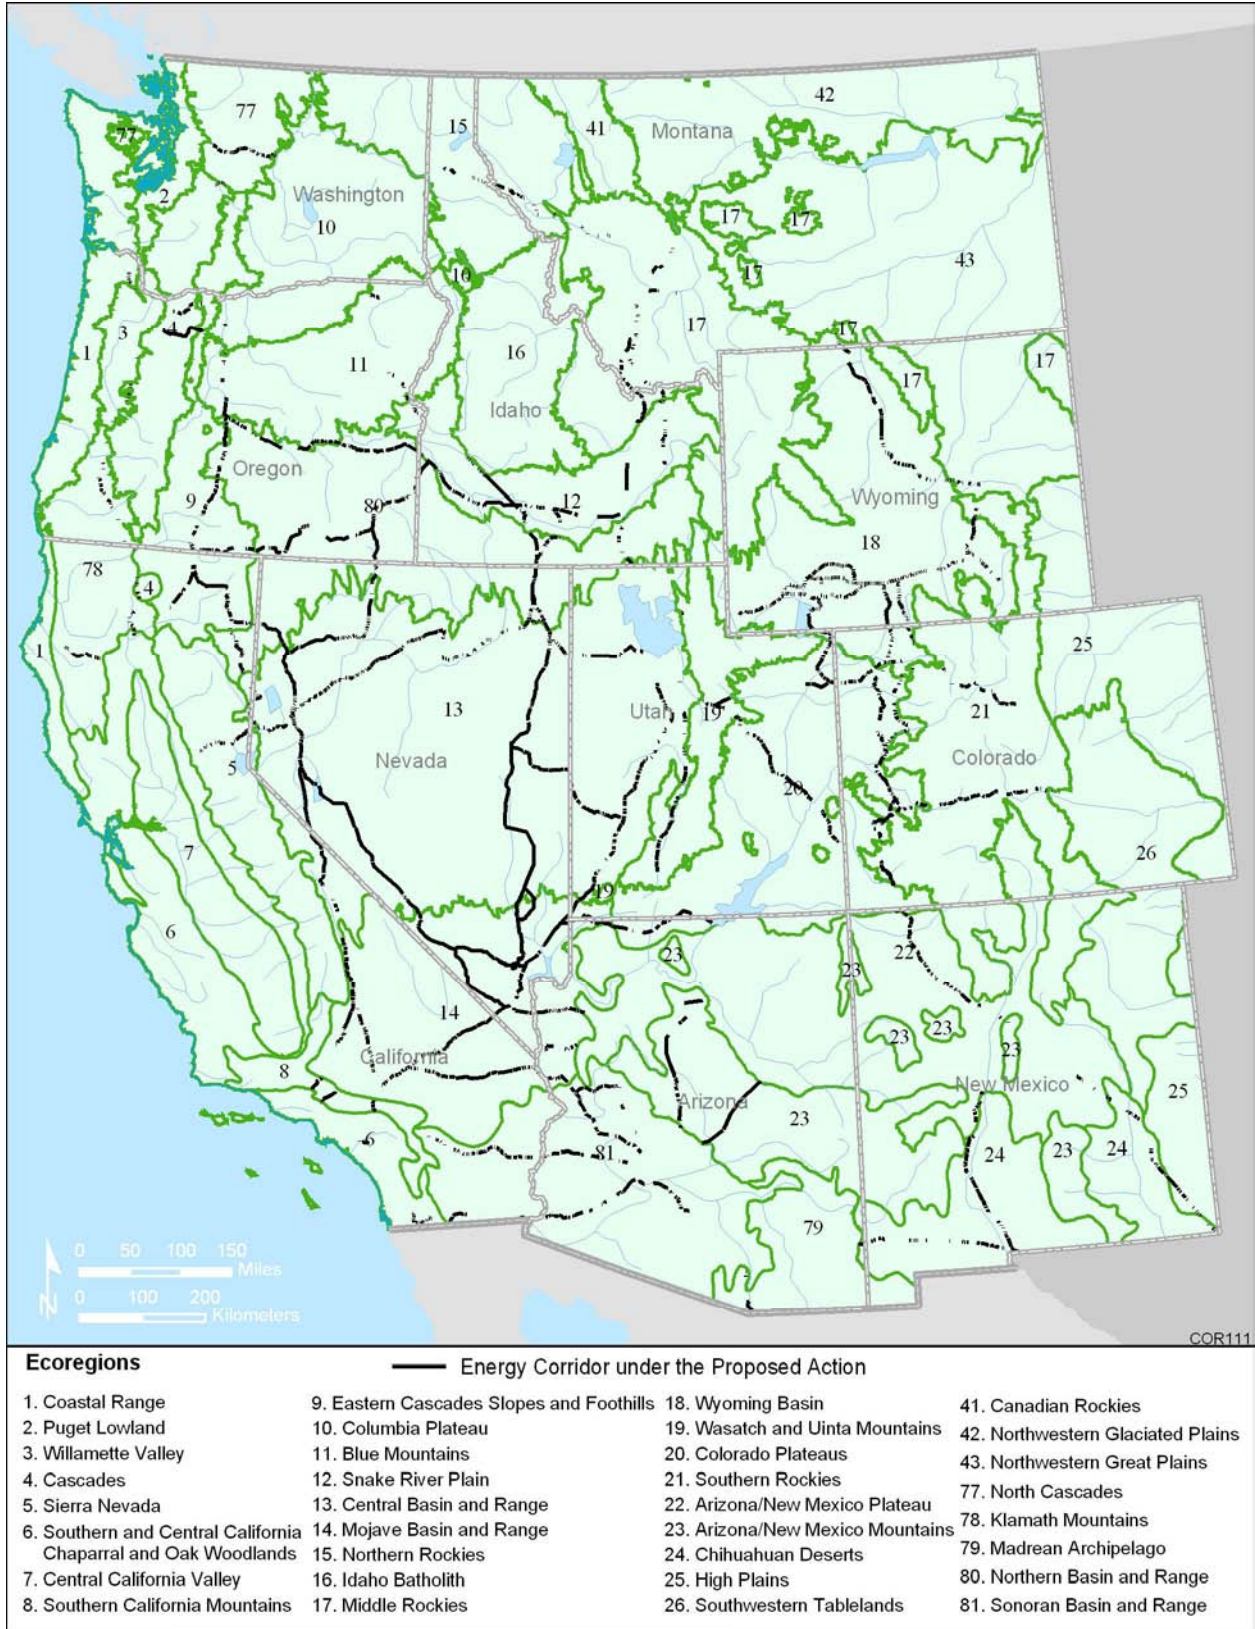 77
77
42
15
41
Montana
2
Washington
10
17
17
17
43
10
3
1
4
11
16
17
17
17
17
Idaho
Oregon
9
80
12
Wyoming
18
78
4
1
25
13
Utah
19
21
Nevada
Colorado
5
20
7
26
19
6
23
23
22
14
California
23
23
23
8
New Mexico
25
Arizona
23
6
81
24
23
24
79
0 50 100 150
Miles
0 100 200
Kilometers
N
COR111
Ecoregions
Energy Corridor under the Proposed Action
1. Coastal Range
2. Puget Lowland
3. Willamette Valley
4. Cascades
5. Sierra Nevada
6. Southern and Central California
Chaparral and Oak Woodlands
7. Central California Valley
8. Southern California Mountains
9. Eastern Cascades Slopes and Foothills
10. Columbia Plateau
11. Blue Mountains
12. Snake River Plain
13. Central Basin and Range
14. Mojave Basin and Range
15. Northern Rockies
16. Idaho Batholith
17. Middle Rockies
18. Wyoming Basin
19. Wasatch and Uinta Mountains
20. Colorado Plateaus
21. Southern Rockies
22. Arizona/New Mexico Plateau
23. Arizona/New Mexico Mountains
24. Chihuahuan Deserts
25. High Plains
26. Southwestern Tablelands
41. Canadian Rockies
42. Northwestern Glaciated Plains
43. Northwestern Great Plains
77. North Cascades
78. Klamath Mountains
79. Madrean Archipelago
80. Northern Basin and Range
81. Sonoran Basin and Range